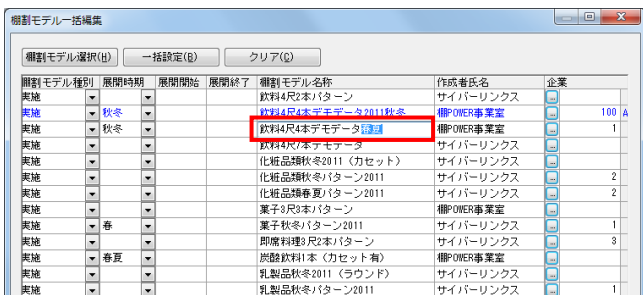 棚割モデル一括編集
棚割モデル選択(H) 一括設定(B) クリア(C)
棚割モデル種別 展開時期 展開開始 展開終了 棚割モデル名称 作成者氏名 企業
実施 飲料4尺2本パターン サイバーリンクス ...
実施 秋冬 飲料4尺4本デモデータ2011秋冬 棚POWER事業室 ... 100 A
実施 秋冬 飲料4尺4本デモデータ春夏 棚POWER事業室 ... 1
実施 飲料4尺7本デモデータ サイバーリンクス ...
実施 化粧品類秋冬2011（カセット） サイバーリンクス ...
実施 化粧品類秋冬パターン2011 サイバーリンクス ... 2
実施 化粧品類春夏パターン2011 サイバーリンクス ... 2
実施 菓子3尺3本パターン 棚POWER事業室 ...
実施 春 菓子秋冬パターン2011 サイバーリンクス ... 1
実施 即席料理3尺2本パターン サイバーリンクス ... 3
実施 春夏 炭酸飲料1本（カセット有） 棚POWER事業室 ...
実施 乳製品秋冬2011（ラウンド） サイバーリンクス ...
実施 乳製品秋冬パターン2011 サイバーリンクス ... 1